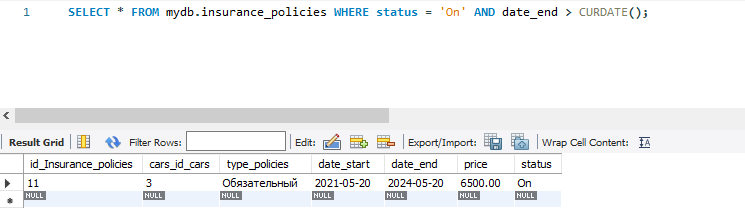 1 SELECT * FROM mydb.insurance_policies WHERE status = 'On' AND date_end > CURDATE();
Result Grid Filter Rows: Edit: Export/Import: Wrap Cell Content: IA
id_Insurance_policies cars_id_cars type_policies date_start date_end price status
11 3 Обязательный 2021-05-20 2024-05-20 6500.00 On
NULL NULL NULL NULL NULL NULL NULL